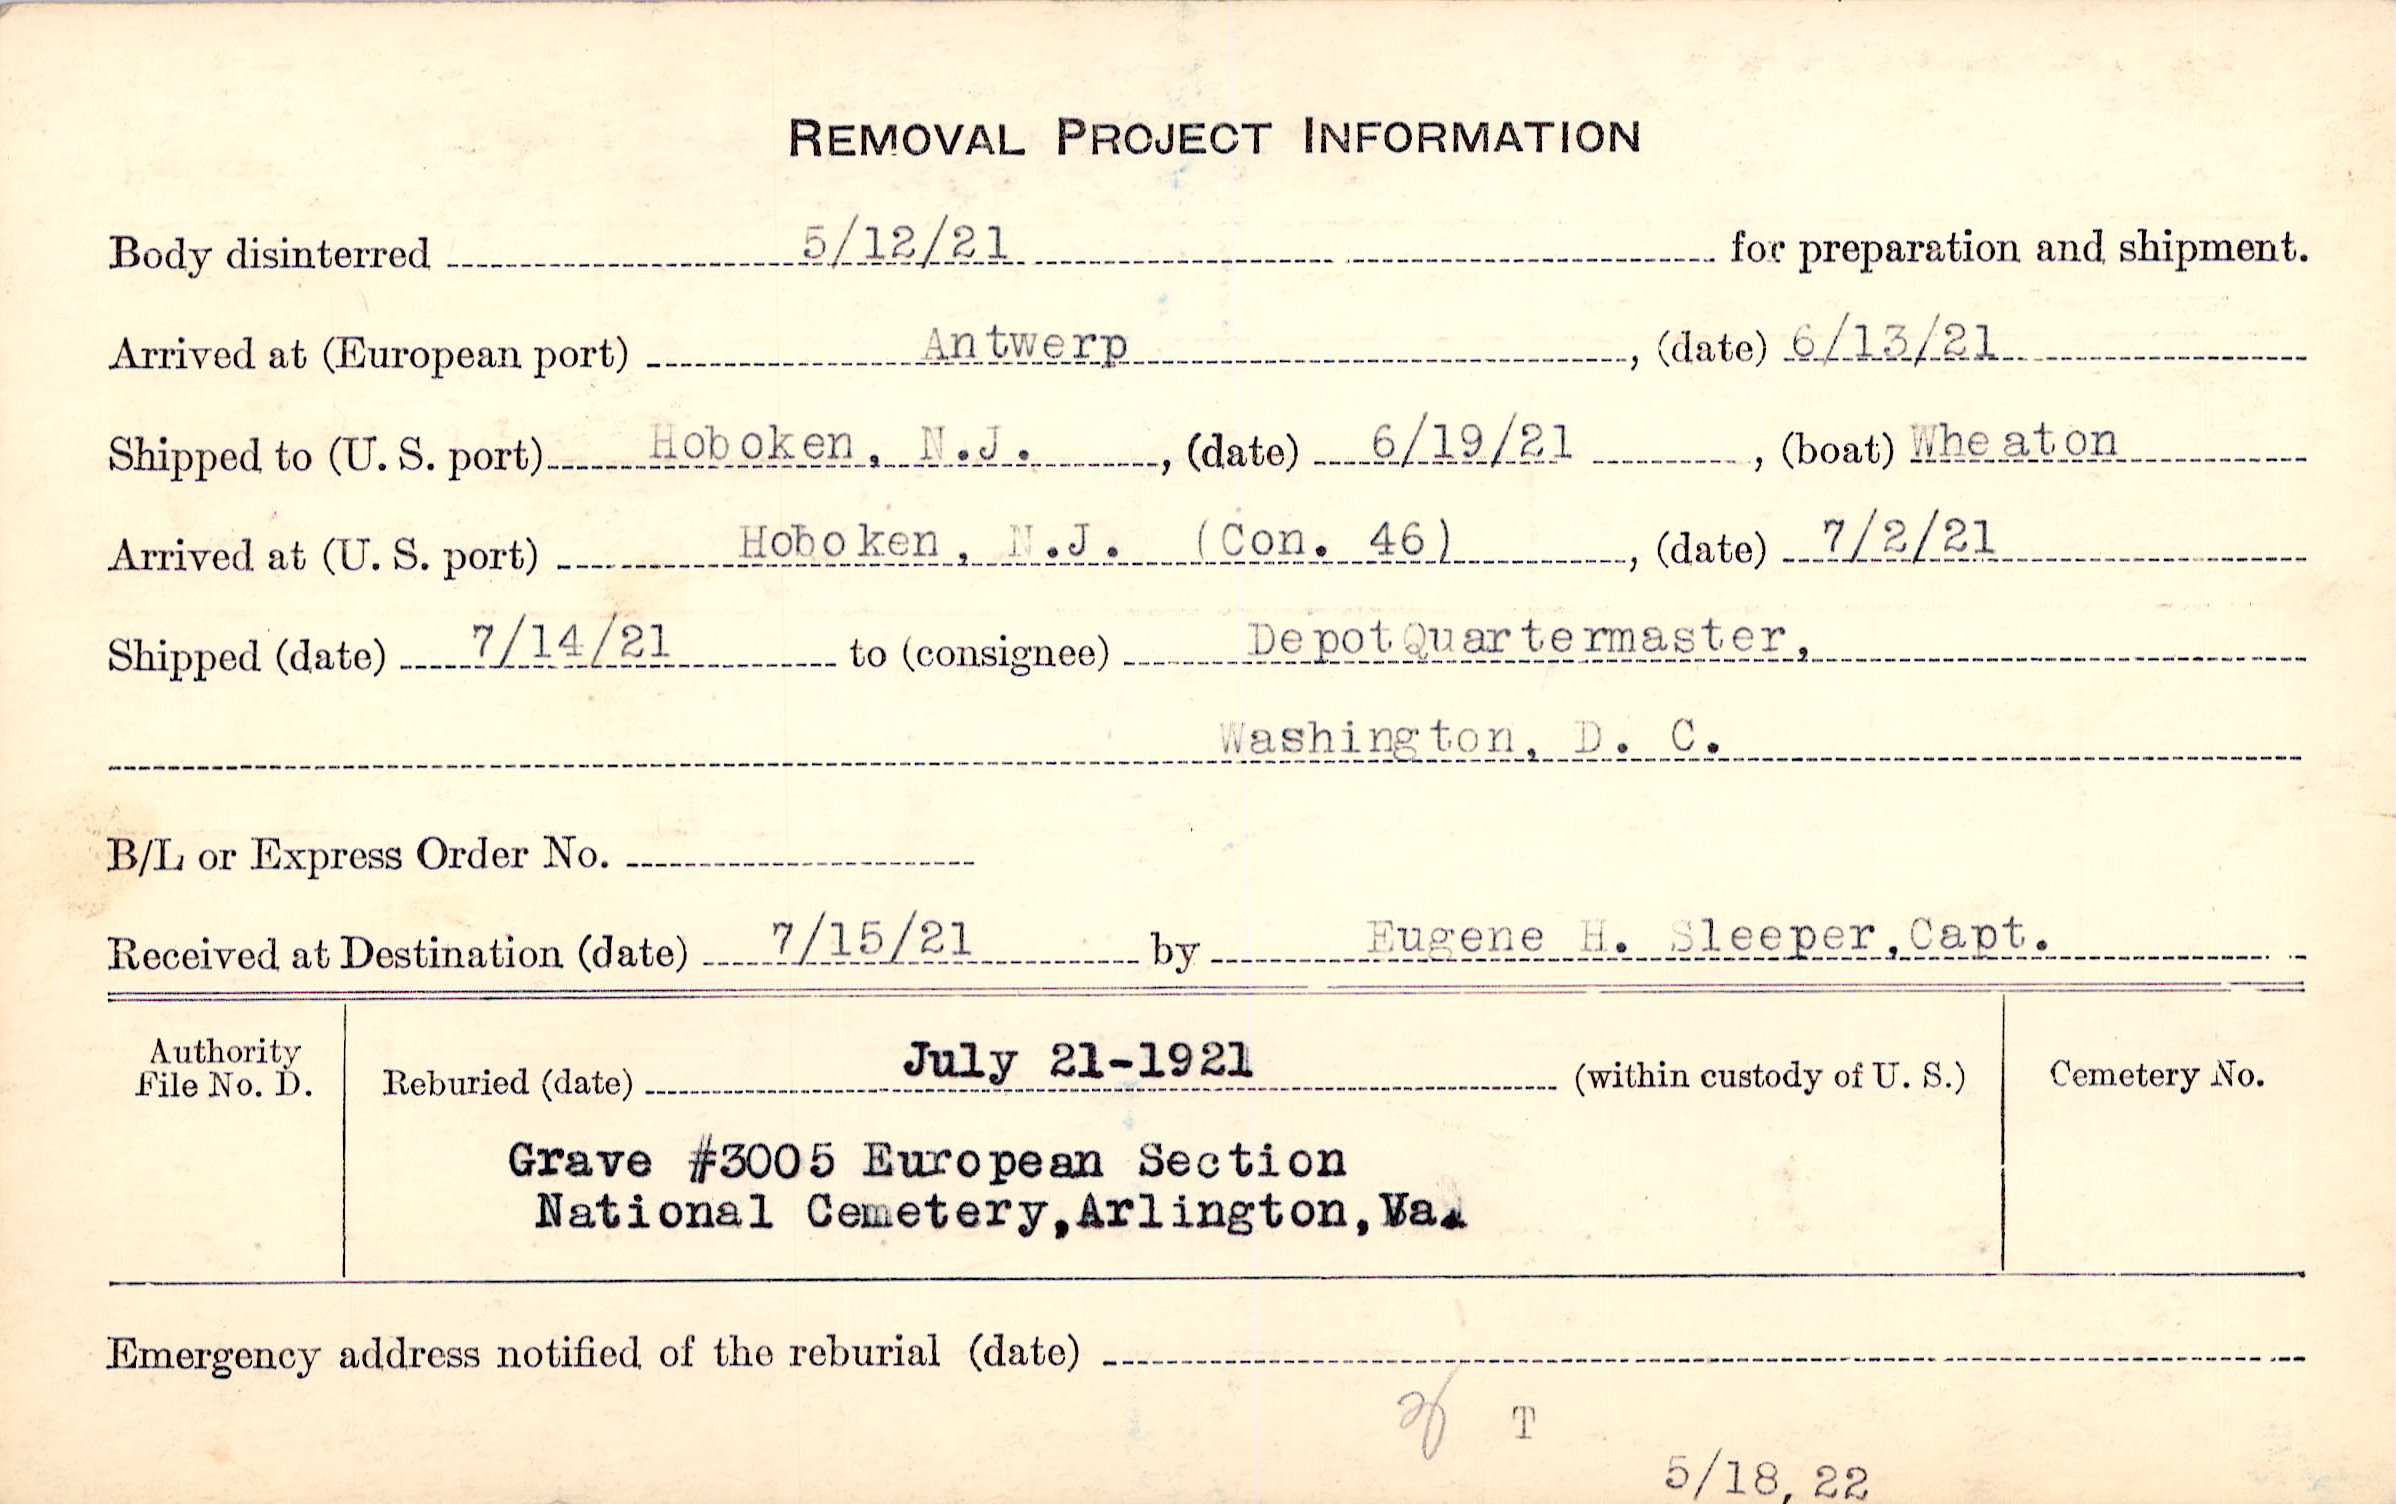 REMOVAL PROJECT INFORMATION
Body disinterred 5/12/21 for preparation and shipment.
Arrived at (European port) Antwerp, (date) 6/13/21
Shipped to (U. S. port) Hoboken, N.J., (date) 6/19/21, (boat) Wheaton
Arrived at (U. S. port) Hoboken, N.J. (Con. 46), (date) 7/2/21
Shipped (date) 7/14/21 to (consignee) Depot Quartermaster,
Washington, D. C.
B/L or Express Order No.
Received at Destination (date) 7/15/21 by Eugene H. Sleeper, Capt.
Authority
File No. D.
Reburied (date) July 21-1921 (within custody of U. S.)
Cemetery No.
Grave #3005 European Section
National Cemetery, Arlington, Va.
Emergency address notified of the reburial (date)
T
5/18, 22